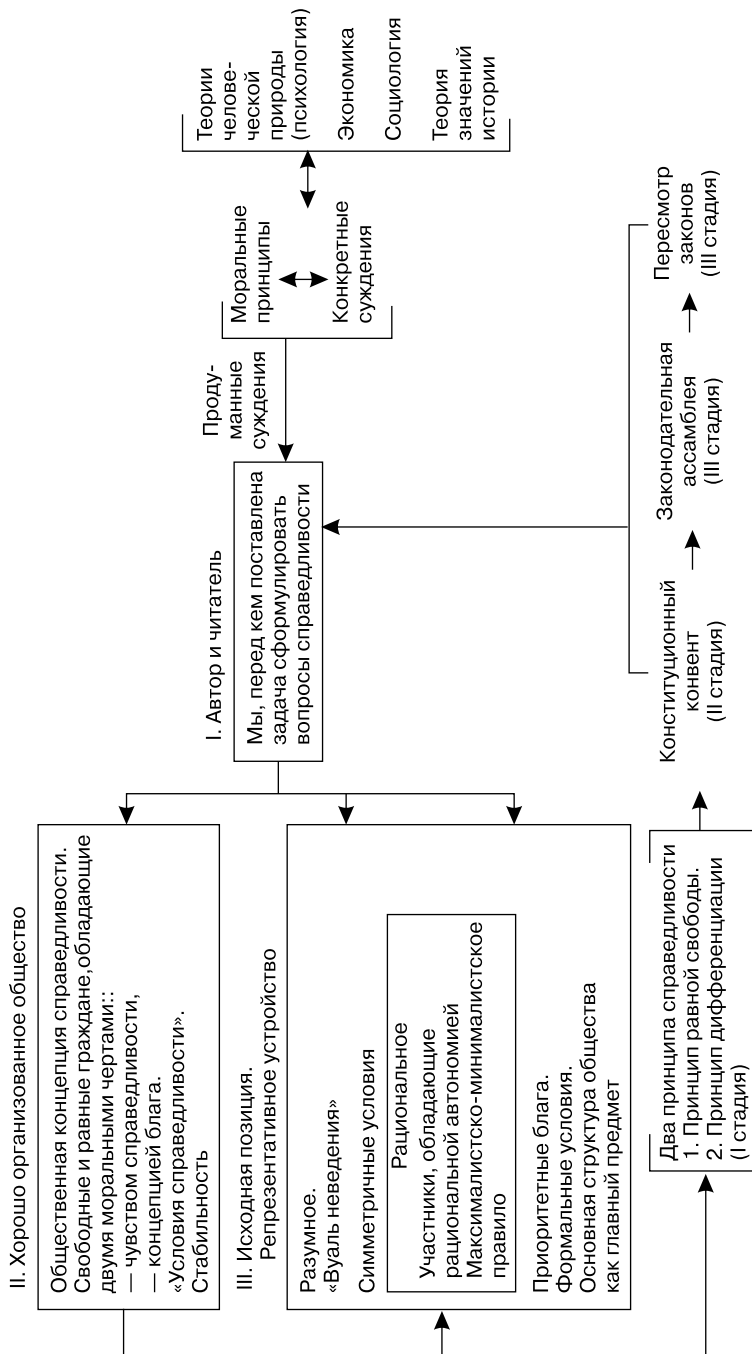 II. Хорошо организованное общество
Общественная концепция справедливости.
Свободные и равные граждане,обладающие
двумя моральными чертами::
— чувством справедливости,
— концепцией блага.
«Условия справедливости».
Стабильность
III. Исходная позиция.
Репрезентативное устройство
Разумное.
«Вуаль неведения»
Симметричные условия
Рациональное
Участники, обладающие
рациональной автономией
Максималистско-минималистское
правило
Приоритетные блага.
Формальные условия.
Основная структура общества
как главный предмет
Два принципа справедливости
1. Принцип равной свободы.
2. Принцип дифференциации
(I стадия)
I. Автор и читатель
Мы, перед кем поставлена
задача сформулировать
вопросы справедливости
Проду-
манные
суждения
Моральные
принципы
Конкретные
суждения
Теории
челове-
ческой
природы
(психология)
Экономика
Социология
Теория
значений
истории
Конституционный
конвент
(II стадия)
Законодательная
ассамблея
(III стадия)
Пересмотр
законов
(III стадия)